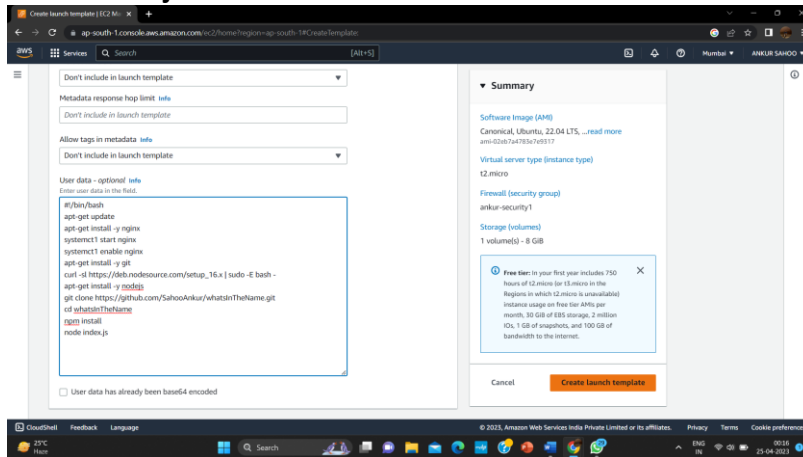 Create launch template | EC2 Ma
ap-south-1.console.aws.amazon.com/ec2/home?region=ap-south-1#CreateTemplate:
aws
Services
Search
[Alt+S]
Mumbai
ANKUR SAHOO
Don't include in launch template
Metadata response hop limit Info
Don't include in launch template
Allow tags in metadata Info
Don't include in launch template
User data - optional Info
Enter user data in the field.
#!/bin/bash
apt-get update
apt-get install -y nginx
systemct1 start nginx
systemct1 enable nginx
apt-get install -y git
curl -sl https://deb.nodesource.com/setup_16.x | sudo -E bash -
apt-get install -y nodejs
git clone https://github.com/SahooAnkur/whatsInTheName.git
cd whatsInTheName
npm install
node index.js
User data has already been base64 encoded
Summary
Software Image (AMI)
Canonical, Ubuntu, 22.04 LTS, ...read more
ami-02eb7a4783e7e9317
Virtual server type (instance type)
t2.micro
Firewall (security group)
ankur-security1
Storage (volumes)
1 volume(s) - 8 GiB
Free tier: In your first year includes 750
hours of t2.micro (or t3.micro in the
Regions in which t2.micro is unavailable)
instance usage on free tier AMIs per
month, 30 GiB of EBS storage, 2 million
IOs, 1 GB of snapshots, and 100 GB of
bandwidth to the internet.
Cancel
Create launch template
CloudShell
Feedback
Language
© 2023, Amazon Web Services India Private Limited or its affiliates.
Privacy
Terms
Cookie preference
25°C
Haze
Search
ENG
IN
00:16
25-04-2023